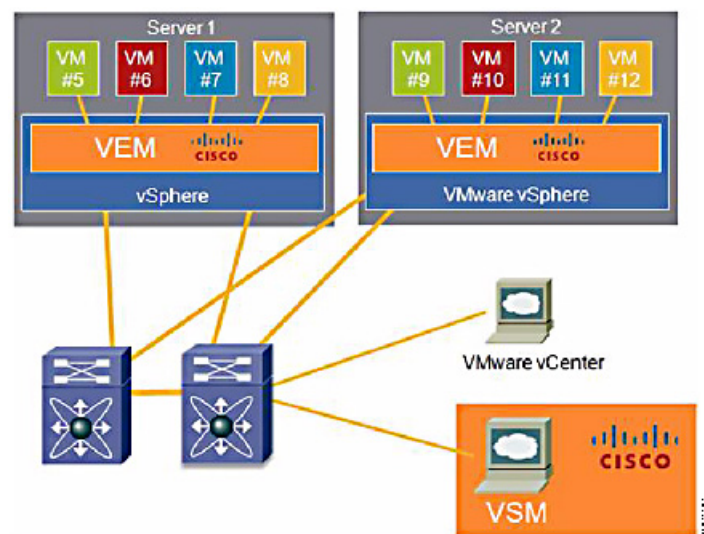 Server 1
VM #5
VM #6
VM #7
VM #8
VEM
CISCO
vSphere
Server 2
VM #9
VM #10
VM #11
VM #12
VEM
CISCO
VMware vSphere
VMware vCenter
VSM
CISCO